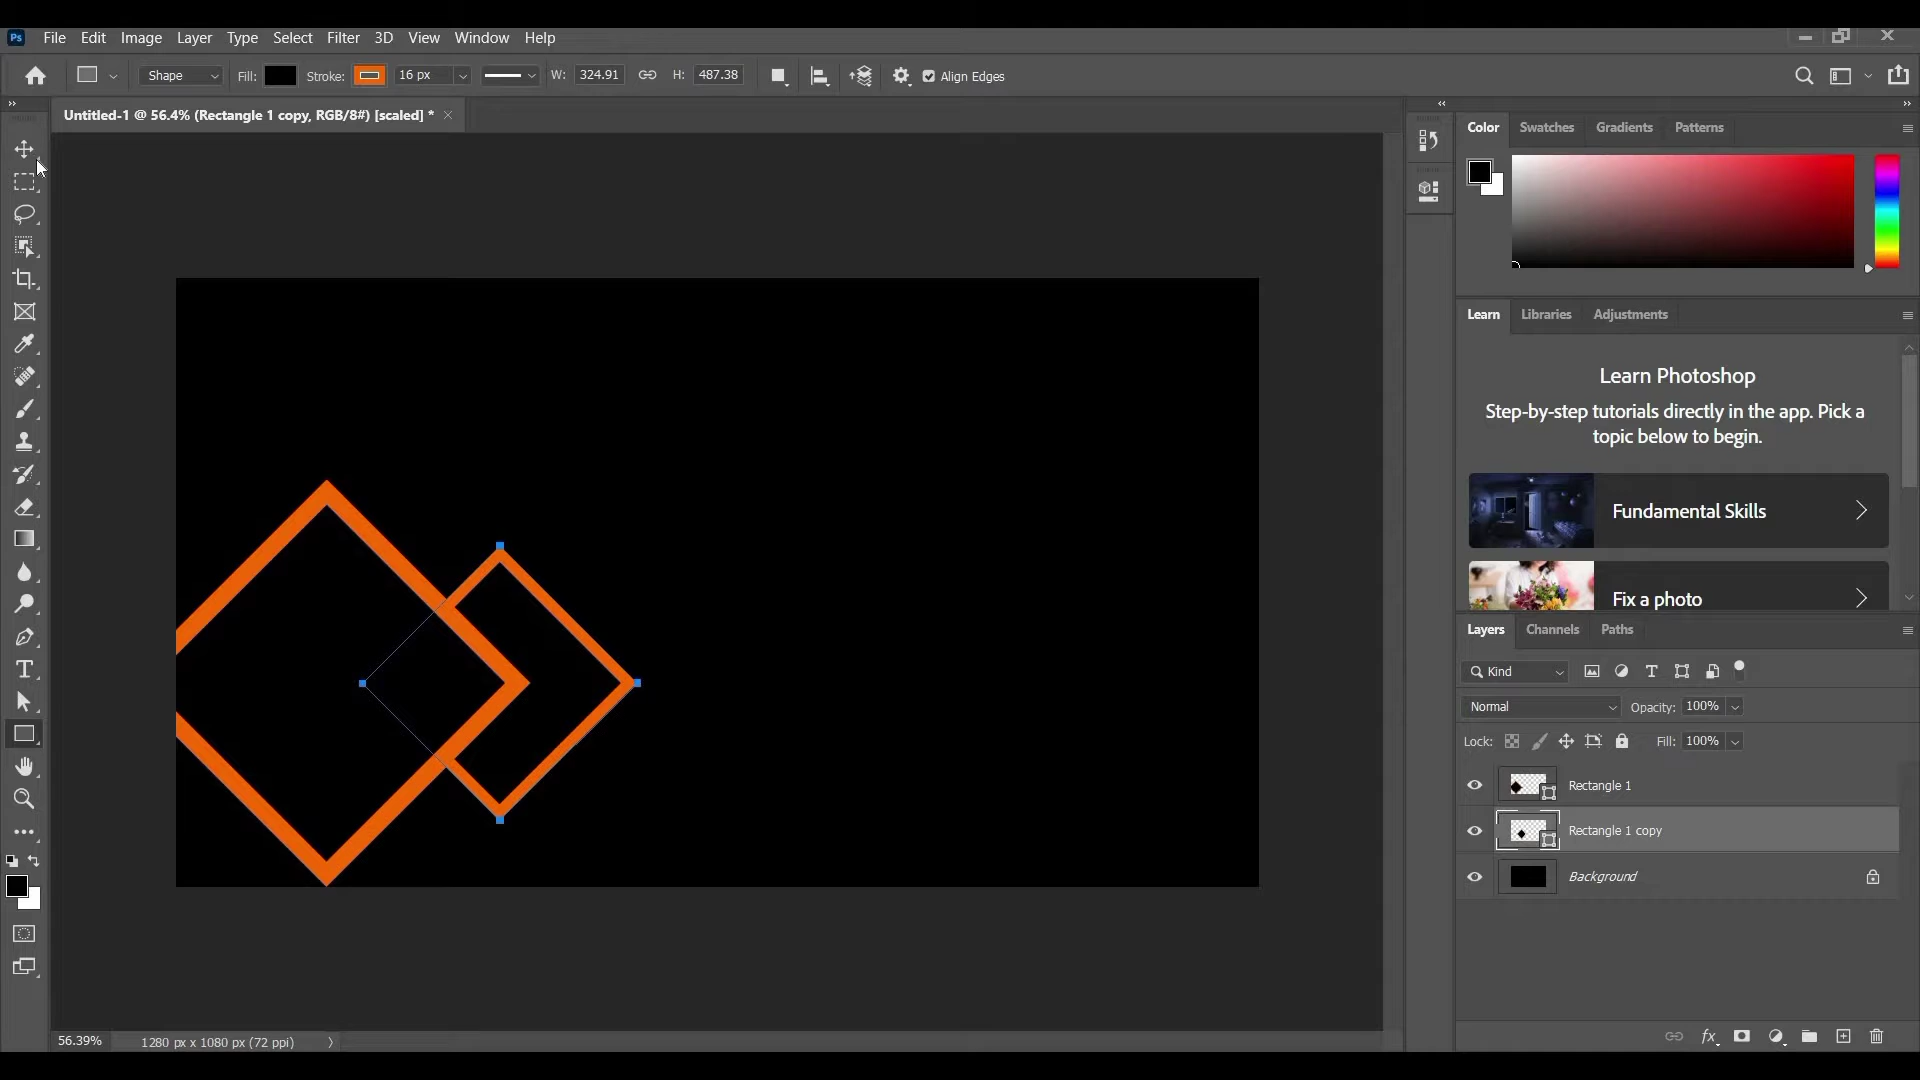 Ps File Edit Image Layer Type Select Filter 3D View Window Help
Shape Fill: Stroke: 16 px W: 324.91 H: 487.38 Align Edges
Untitled-1 @ 56.4% (Rectangle 1 copy, RGB/8#) [scaled] *
Color Swatches Gradients Patterns
Learn Libraries Adjustments
Learn Photoshop
Step-by-step tutorials directly in the app. Pick a
topic below to begin.
Fundamental Skills
Fix a photo
Layers Channels Paths
Kind
Normal Opacity: 100%
Lock: Fill: 100%
Rectangle 1
Rectangle 1 copy
Background
56.39% 1280 px x 1080 px (72 ppi)